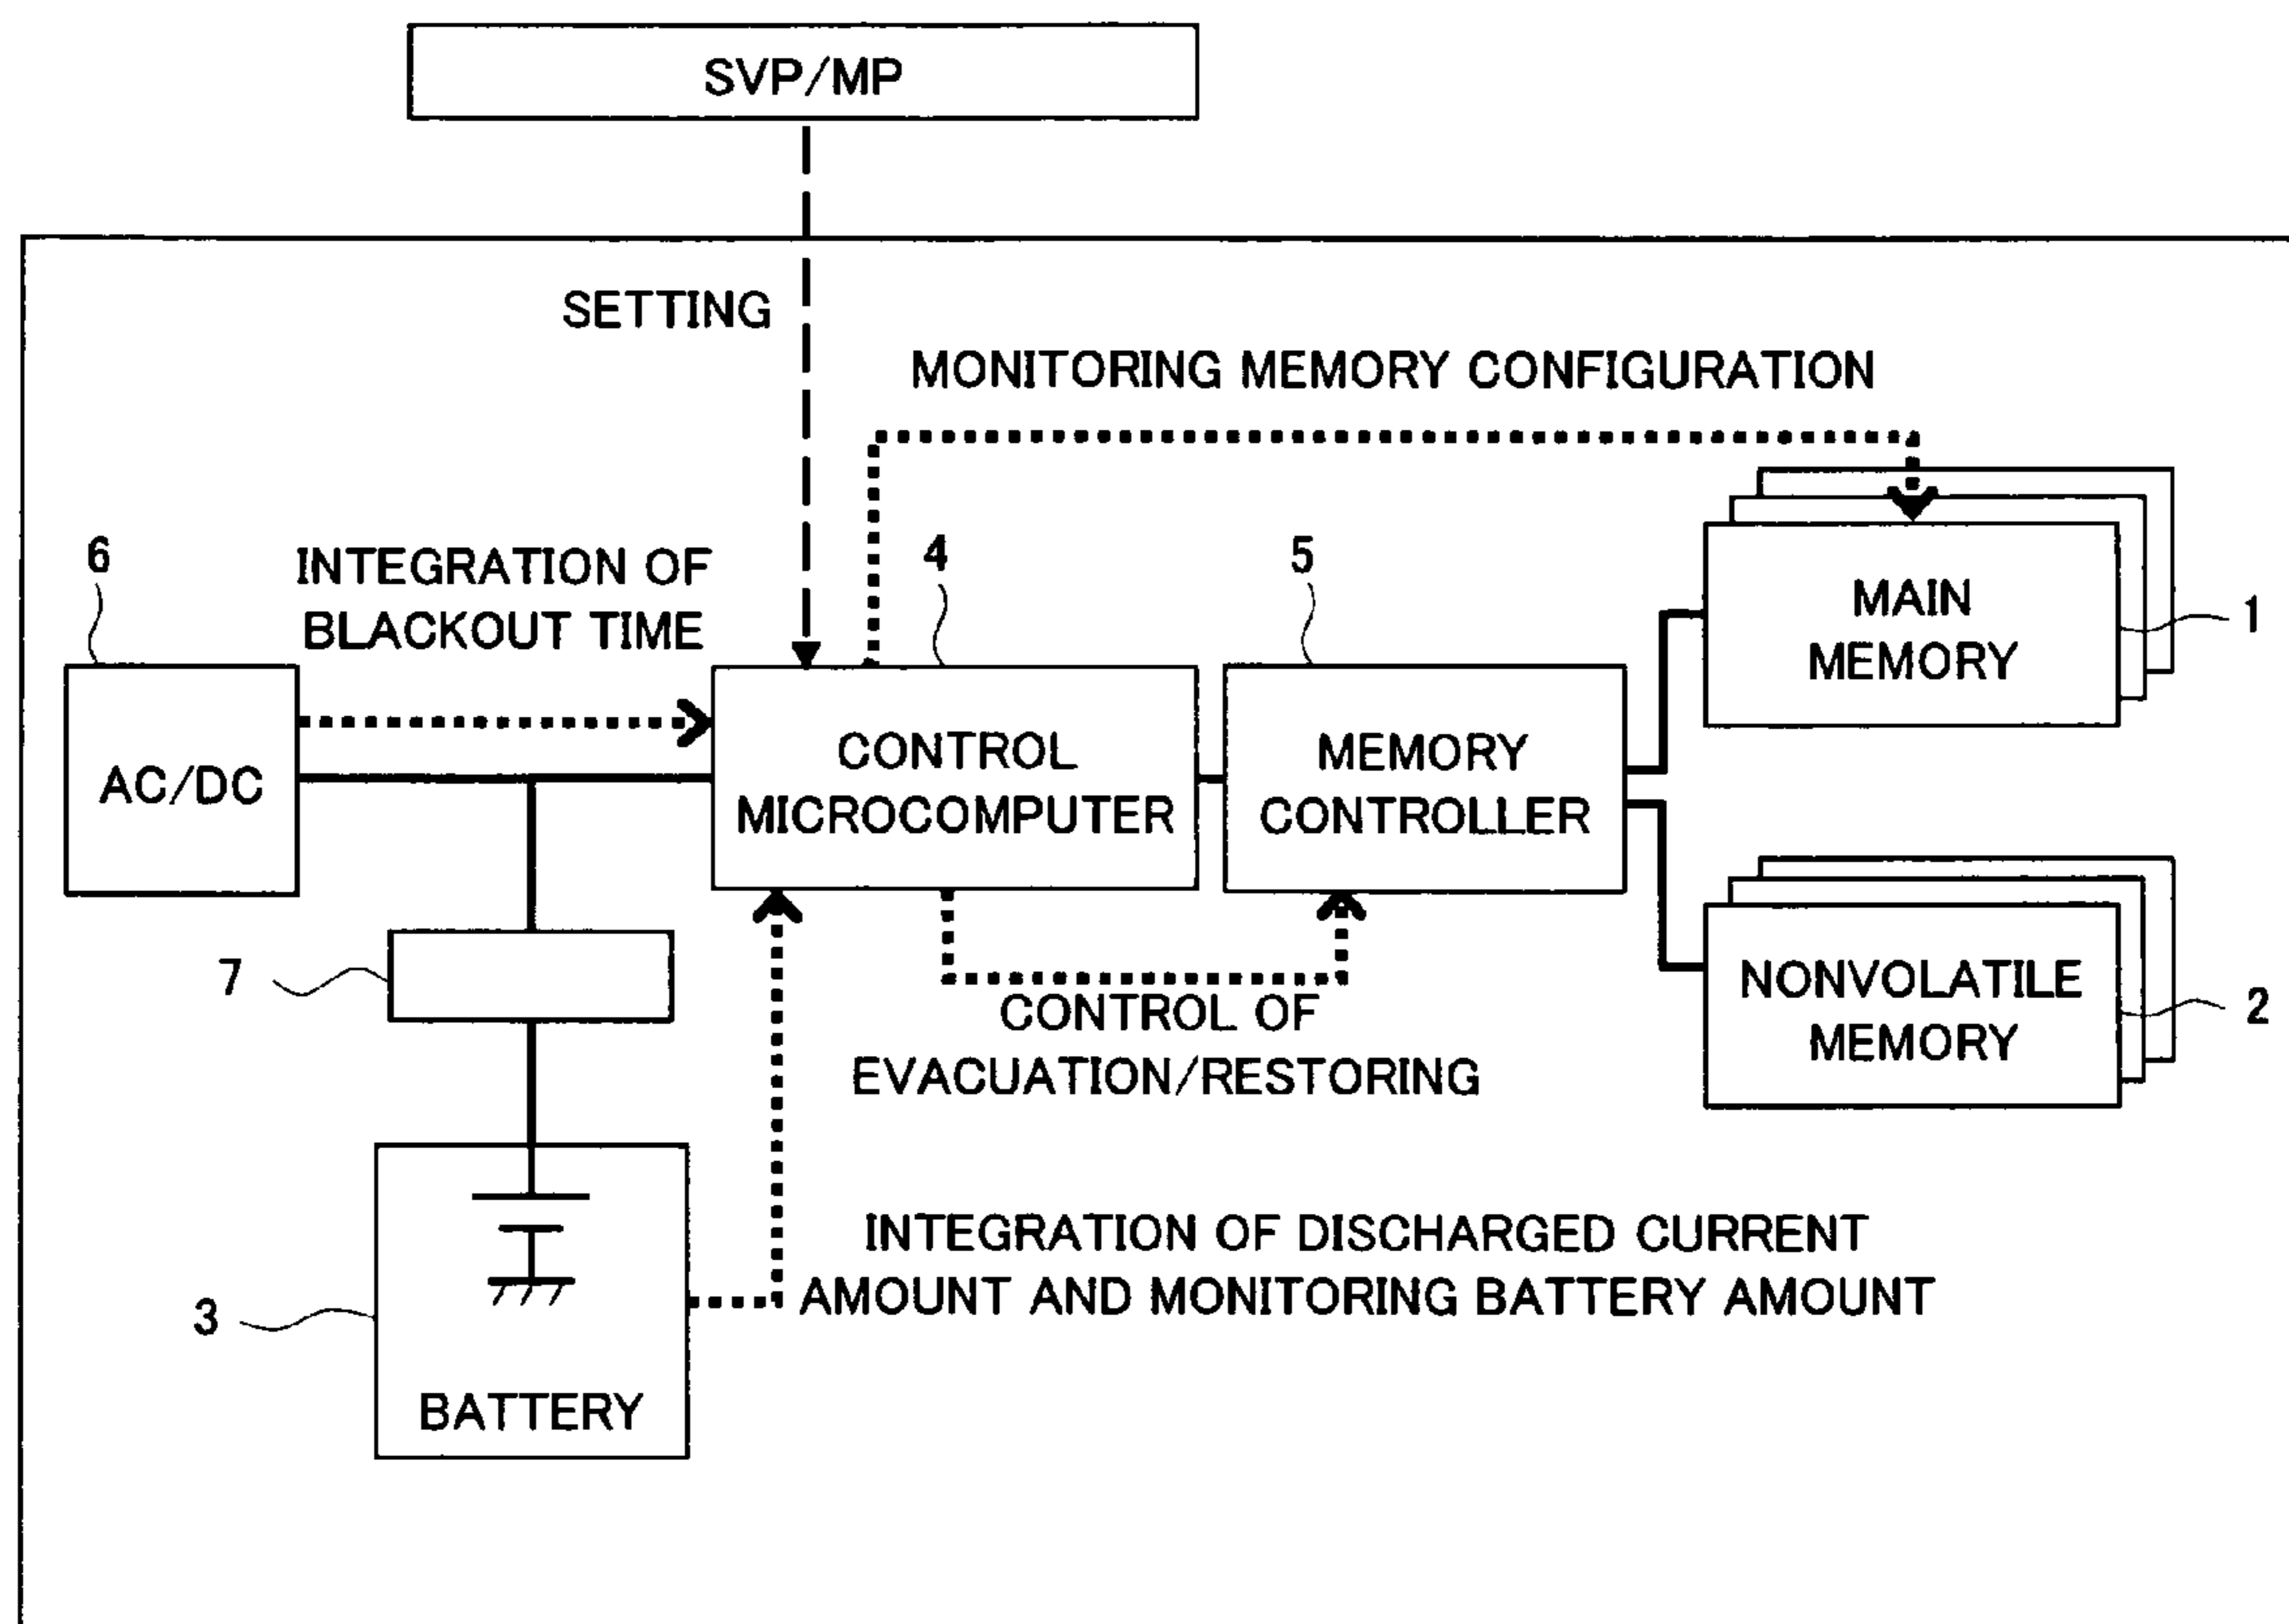 SVP/MP
SETTING
MONITORING MEMORY CONFIGURATION
6
INTEGRATION OF
BLACKOUT TIME
4
5
MAIN
MEMORY
1
AC/DC
CONTROL
MICROCOMPUTER
MEMORY
CONTROLLER
7
NONVOLATILE
MEMORY
2
CONTROL OF
EVACUATION/RESTORING
INTEGRATION OF DISCHARGED CURRENT
AMOUNT AND MONITORING BATTERY AMOUNT
3
BATTERY